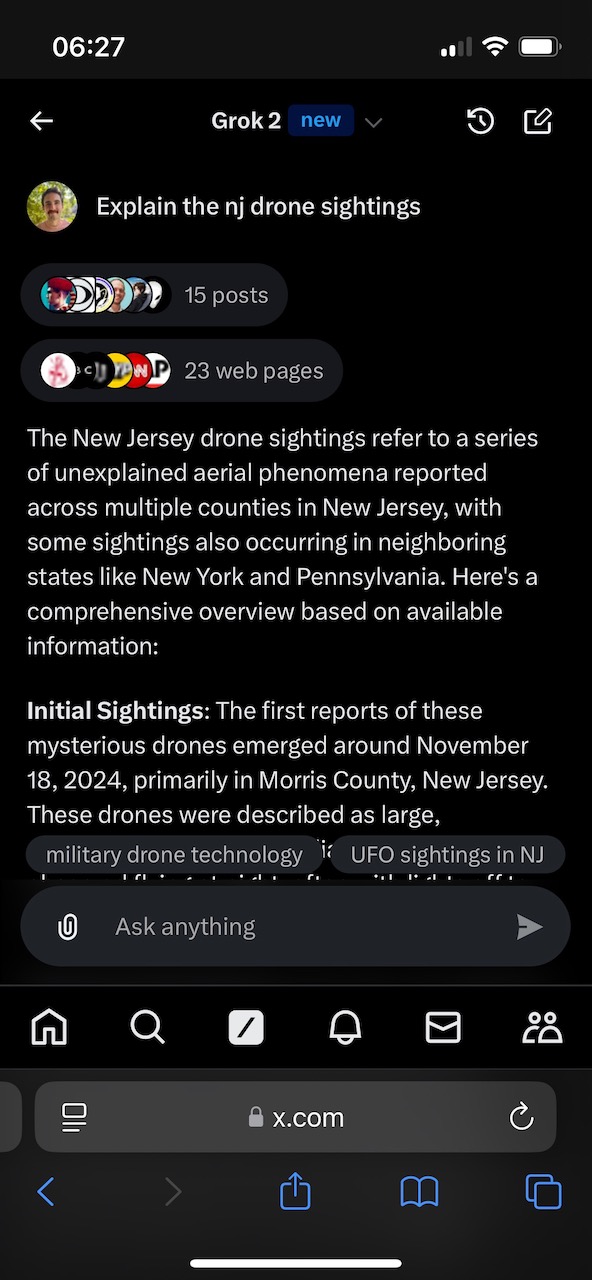 06:27
Grok 2 new
Explain the nj drone sightings
15 posts
23 web pages
The New Jersey drone sightings refer to a series
of unexplained aerial phenomena reported
across multiple counties in New Jersey, with
some sightings also occurring in neighboring
states like New York and Pennsylvania. Here's a
comprehensive overview based on available
information:
Initial Sightings: The first reports of these
mysterious drones emerged around November
18, 2024, primarily in Morris County, New Jersey.
These drones were described as large,
military drone technology
UFO sightings in NJ
Ask anything
x.com